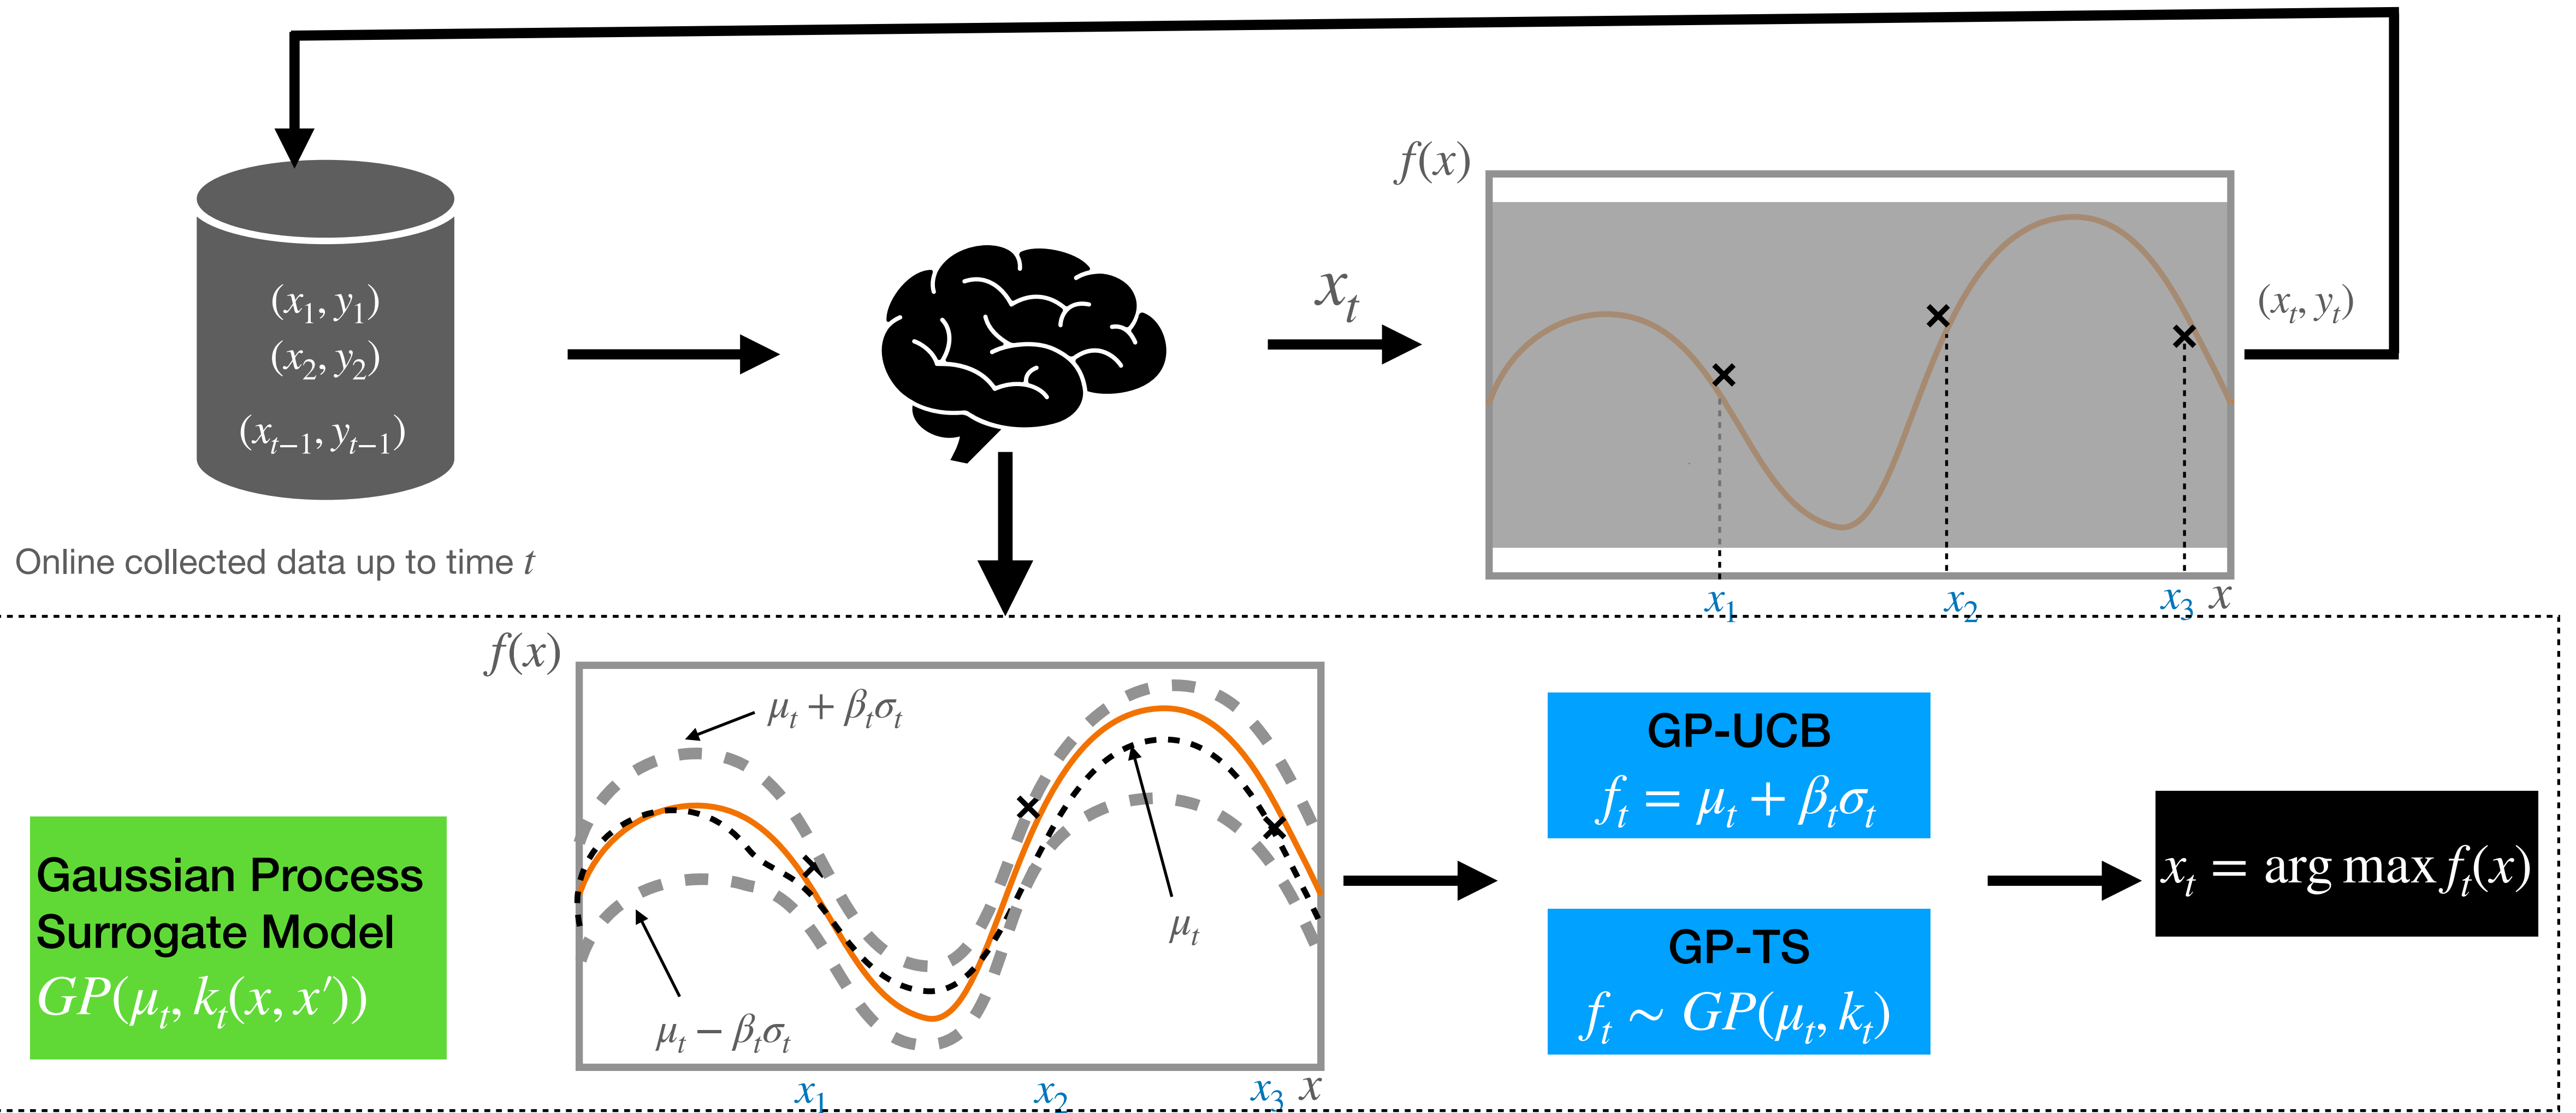 f(x)
(x₁, y₁)
(x₂, y₂)
(xₜ₋₁, yₜ₋₁)
xₜ
(xₜ, yₜ)
Online collected data up to time t
x₁ x₂ x₃ x
f(x)
μₜ + βₜσₜ
μₜ
μₜ − βₜσₜ
x₁ x₂ x₃ x
Gaussian Process
Surrogate Model
GP(μₜ, kₜ(x, x′))
GP-UCB
fₜ = μₜ + βₜσₜ
GP-TS
fₜ ~ GP(μₜ, kₜ)
xₜ = arg max fₜ(x)